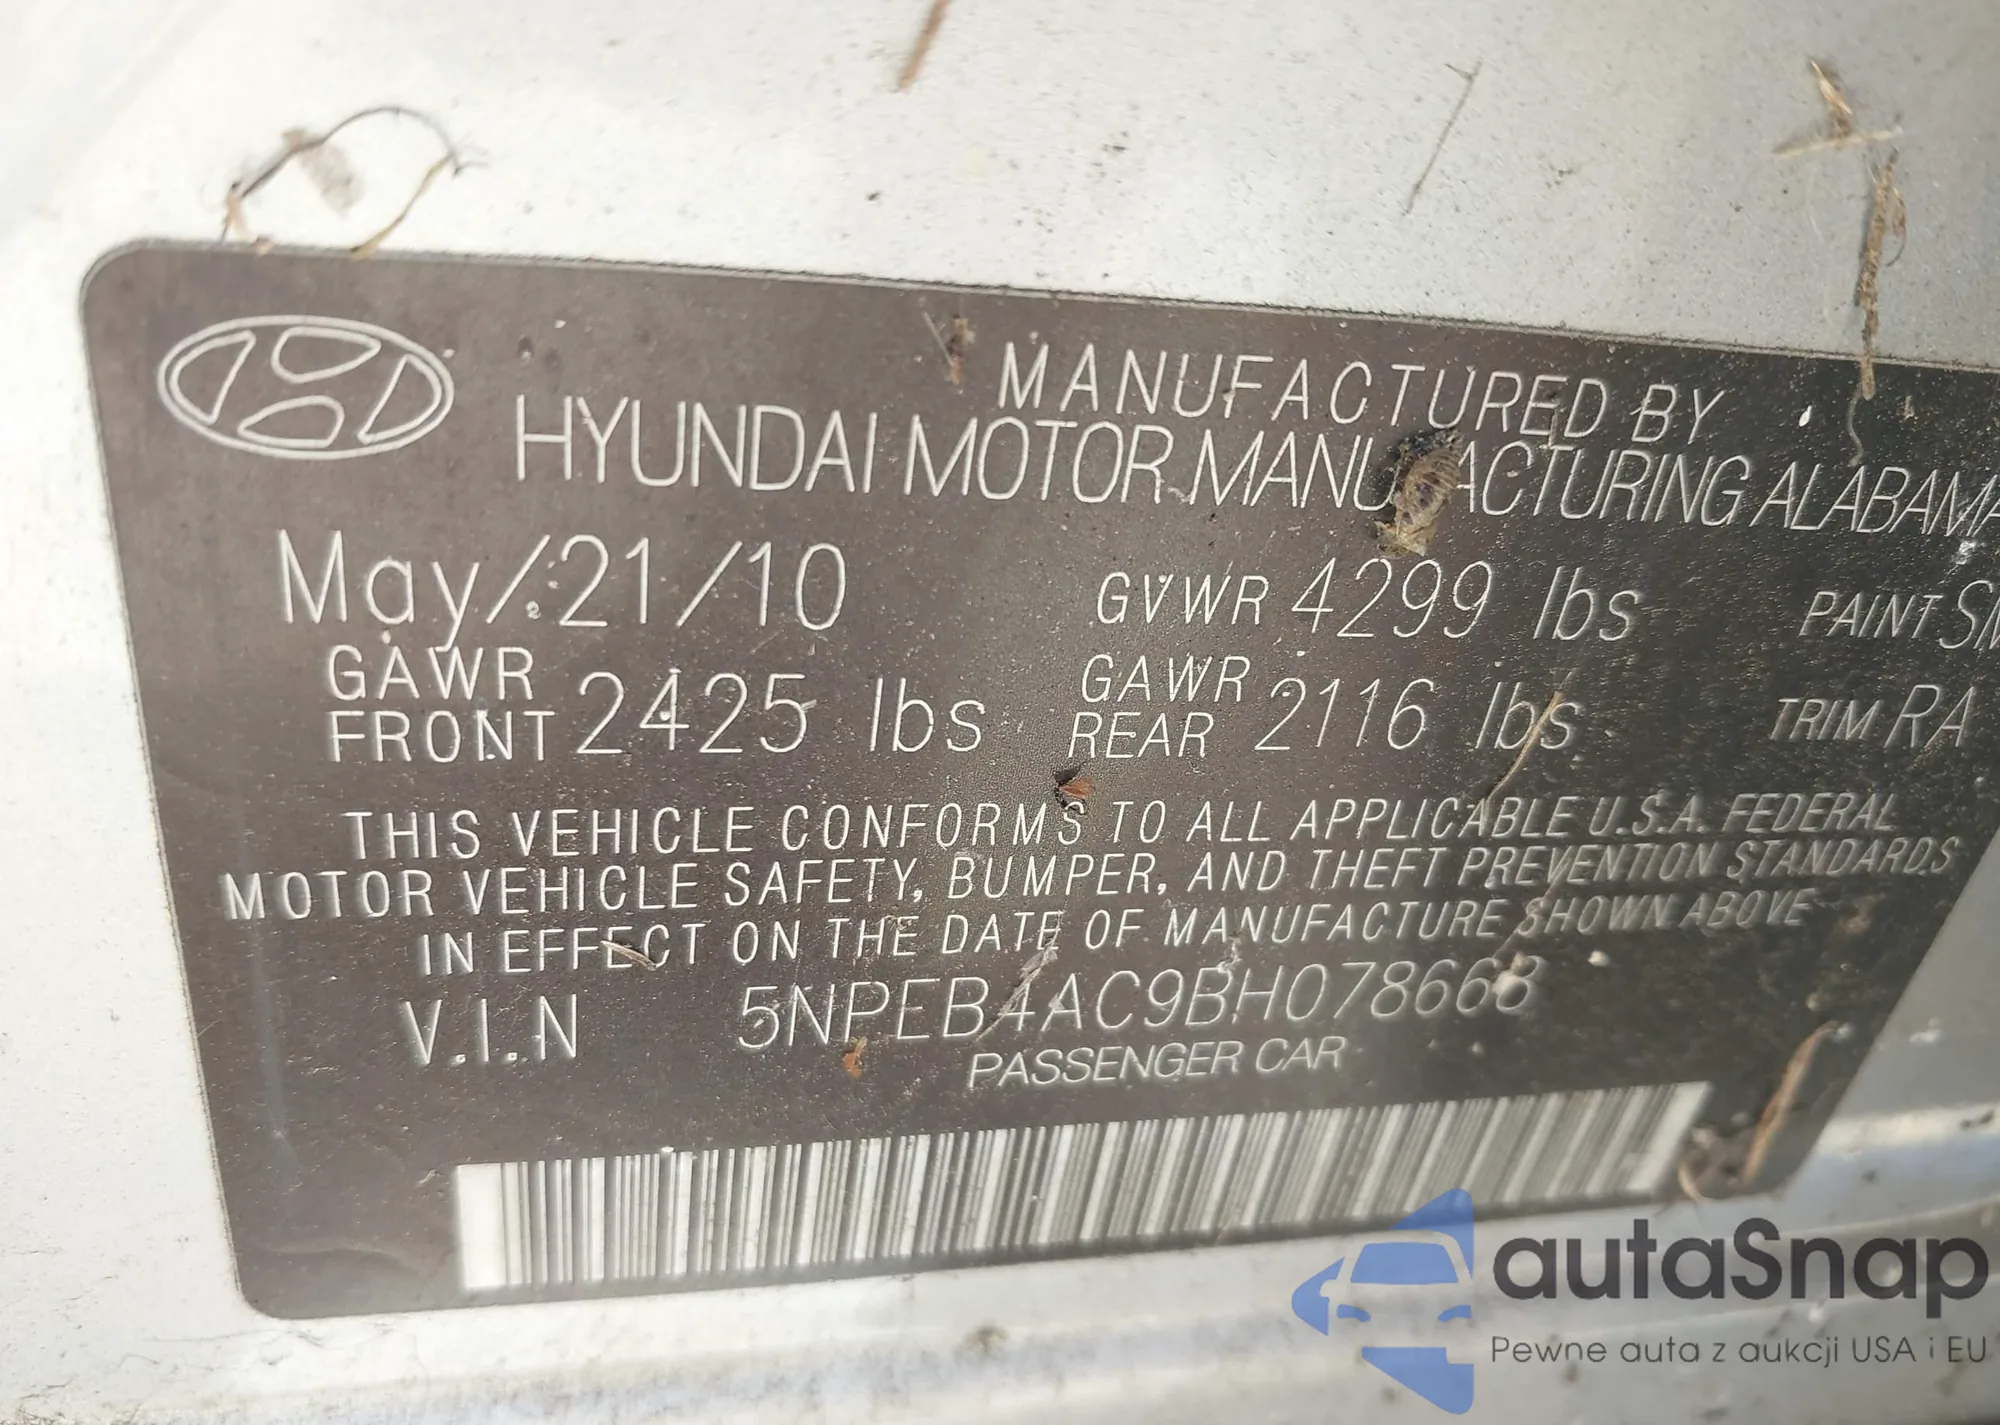 MANUFACTURED BY
HYUNDAI MOTOR MANUFACTURING ALABAMA
May/21/10 GVWR 4299 lbs PAINT
GAWR FRONT 2425 lbs GAWR REAR 2116 lbs TRIM RA
THIS VEHICLE CONFORMS TO ALL APPLICABLE U.S.A. FEDERAL
MOTOR VEHICLE SAFETY, BUMPER, AND THEFT PREVENTION STANDARDS
IN EFFECT ON THE DATE OF MANUFACTURE SHOWN ABOVE
V.I.N 5NPEB4AC9BH078668
PASSENGER CAR
autaSnap
Pewne auta z aukcji USA i EU